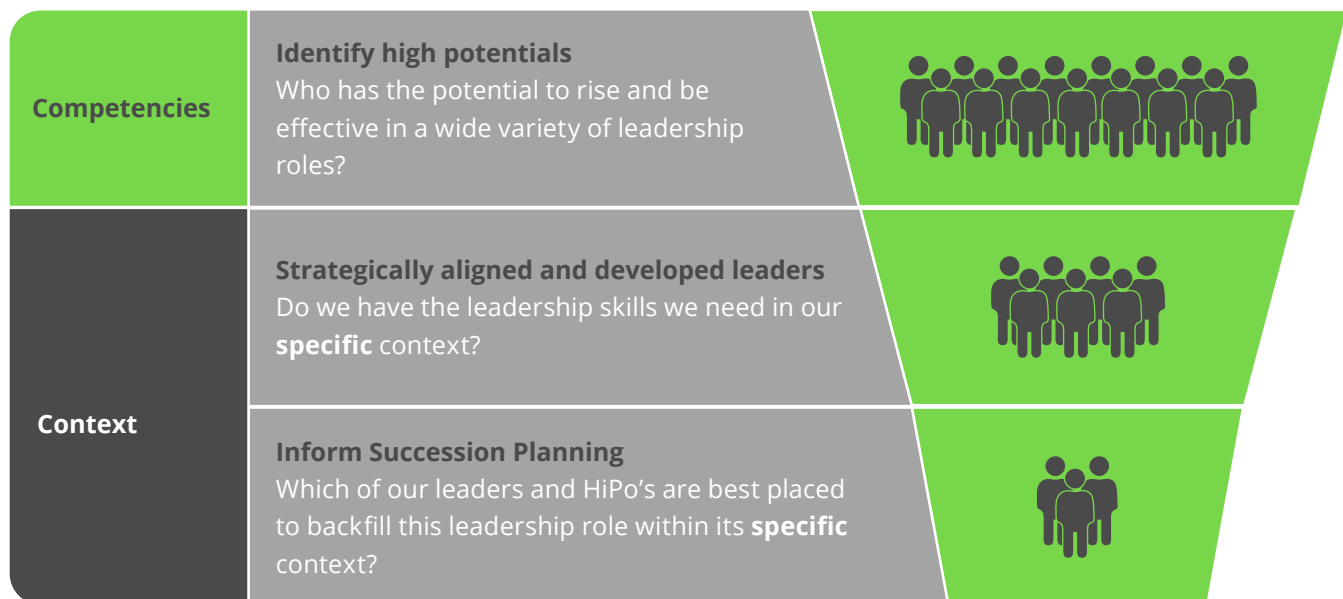 Competencies
Identify high potentials
Who has the potential to rise and be
effective in a wide variety of leadership
roles?
Context
Strategically aligned and developed leaders
Do we have the leadership skills we need in our
specific context?
Inform Succession Planning
Which of our leaders and HiPo’s are best placed
to backfill this leadership role within its specific
context?